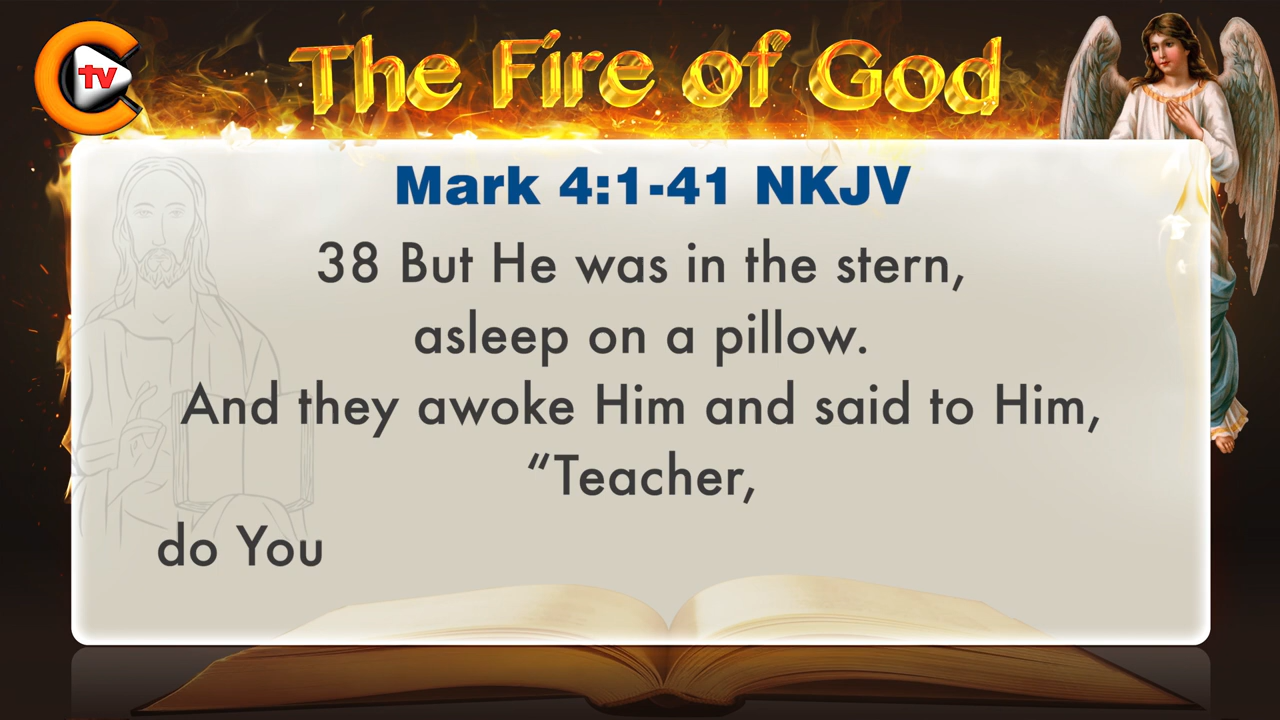 tv
The Fire of God
Mark 4:1-41 NKJV
38 But He was in the stern,
asleep on a pillow.
And they awoke Him and said to Him,
“Teacher,
do You